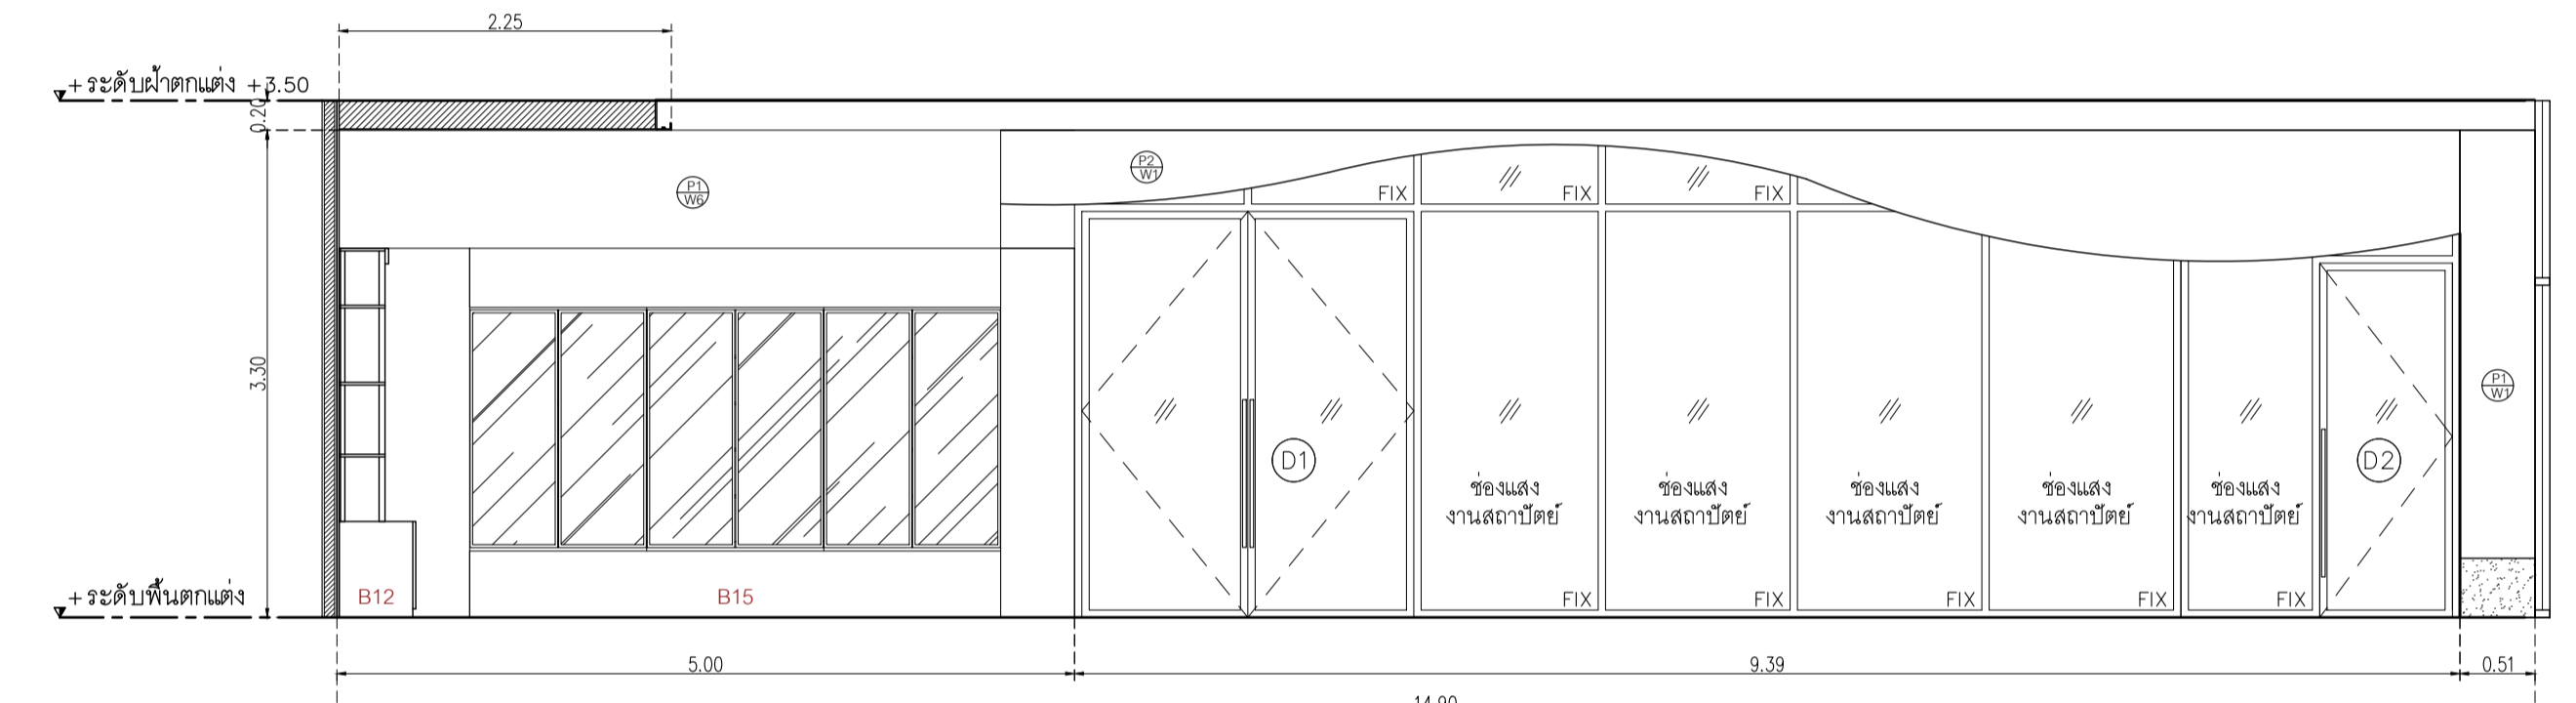 2.25
+ระดับฝ้าตกแต่ง +3.50
0.20
P1
W6
P2
W1
FIX
FIX
FIX
3.30
P1
W1
D1
D2
ช่องแสง
งานสถาปัตย์
ช่องแสง
งานสถาปัตย์
ช่องแสง
งานสถาปัตย์
ช่องแสง
งานสถาปัตย์
ช่องแสง
งานสถาปัตย์
+ระดับพื้นตกแต่ง
B12
B15
FIX
FIX
FIX
FIX
FIX
5.00
9.39
0.51
14.90